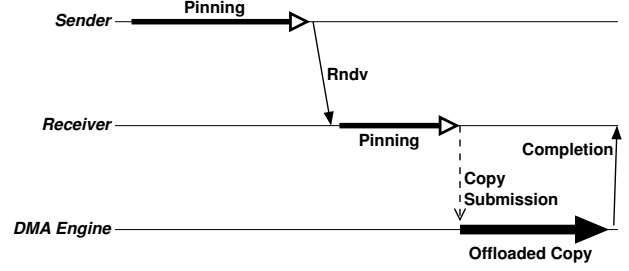 Pinning
Sender
Rndv
Receiver
Pinning
Completion
Copy
Submission
DMA Engine
Offloaded Copy